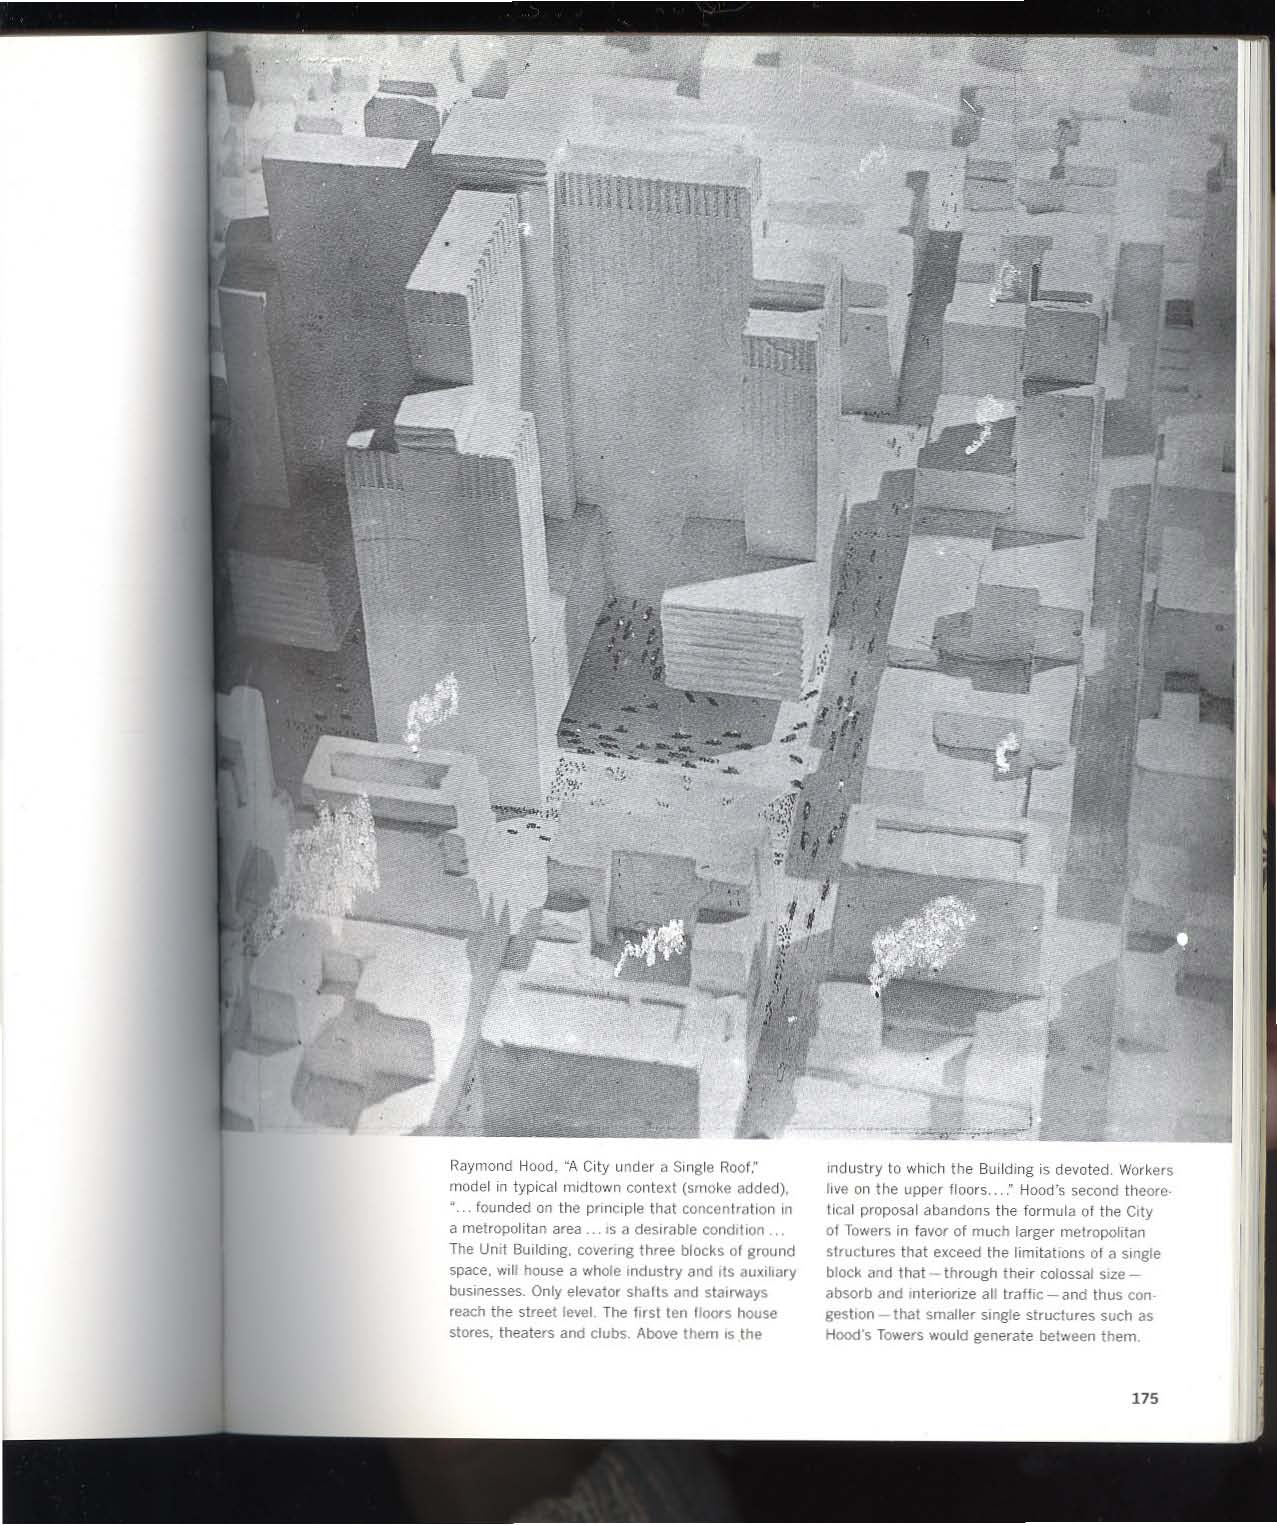 Raymond Hood, “A City under a Single Roof,”
model in typical midtown context (smoke added),
“... founded on the principle that concentration in
a metropolitan area ... is a desirable condition ...
The Unit Building, covering three blocks of ground
space, will house a whole industry and its auxiliary
businesses. Only elevator shafts and stairways
reach the street level. The first ten floors house
stores, theaters and clubs. Above them is the
industry to which the Building is devoted. Workers
live on the upper floors....” Hood’s second theore-
tical proposal abandons the formula of the City
of Towers in favor of much larger metropolitan
structures that exceed the limitations of a single
block and that — through their colossal size —
absorb and interiorize all traffic — and thus con-
gestion — that smaller single structures such as
Hood’s Towers would generate between them.
175